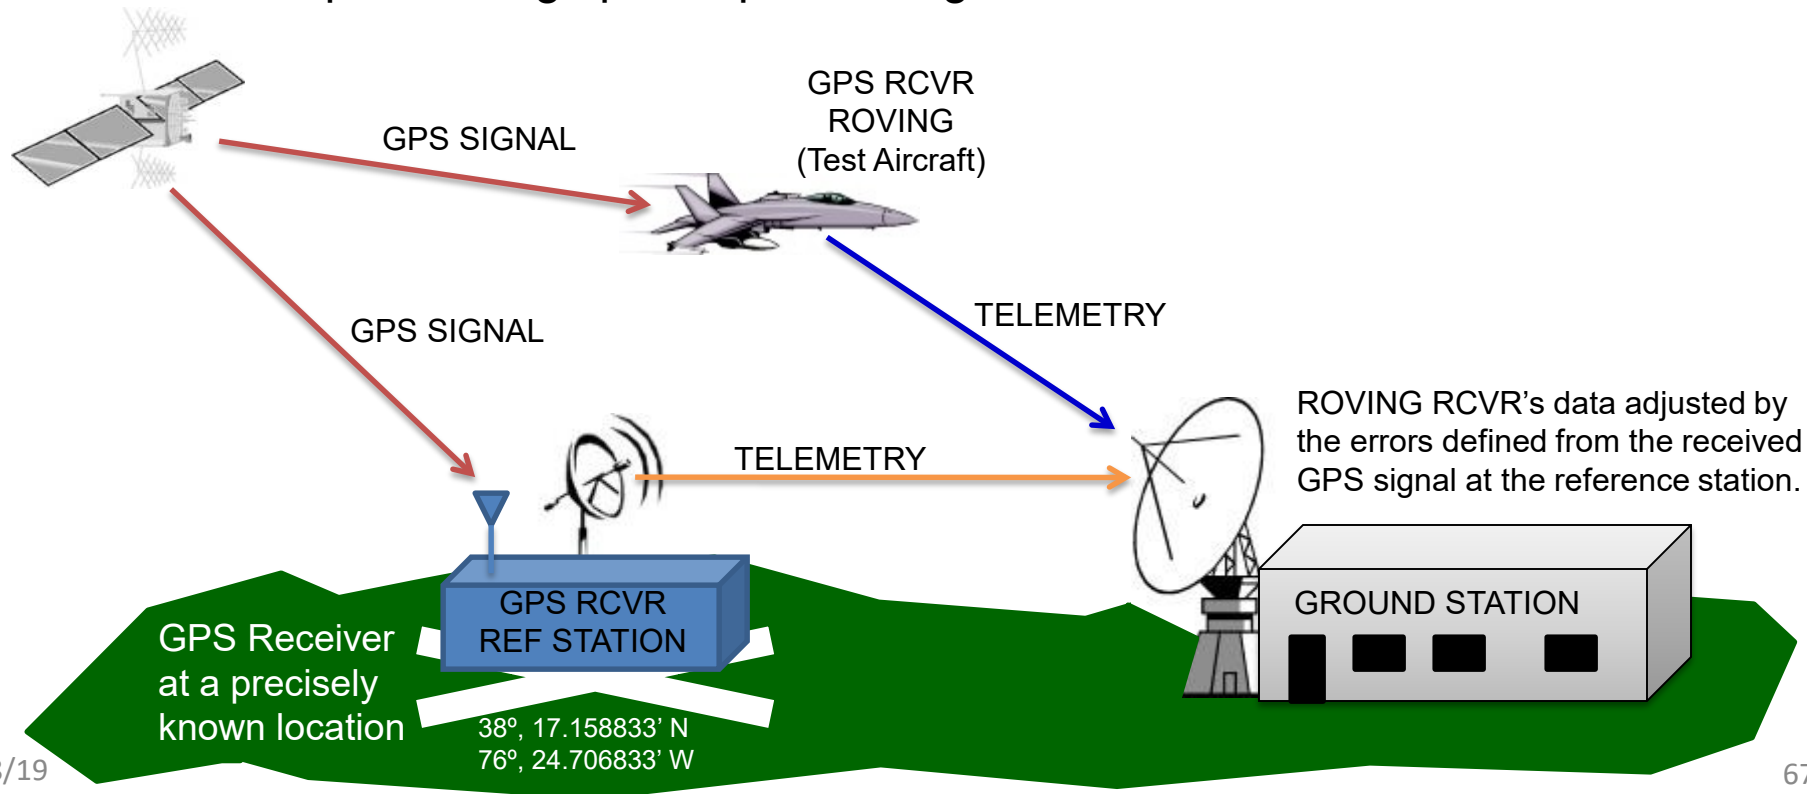 GPS RCVR
ROVING
(Test Aircraft)
GPS SIGNAL
GPS SIGNAL
TELEMETRY
ROVING RCVR’s data adjusted by
the errors defined from the received
GPS signal at the reference station.
TELEMETRY
GPS RCVR
REF STATION
GROUND STATION
GPS Receiver
at a precisely
known location
38º, 17.158833’ N
76º, 24.706833’ W
/19
67